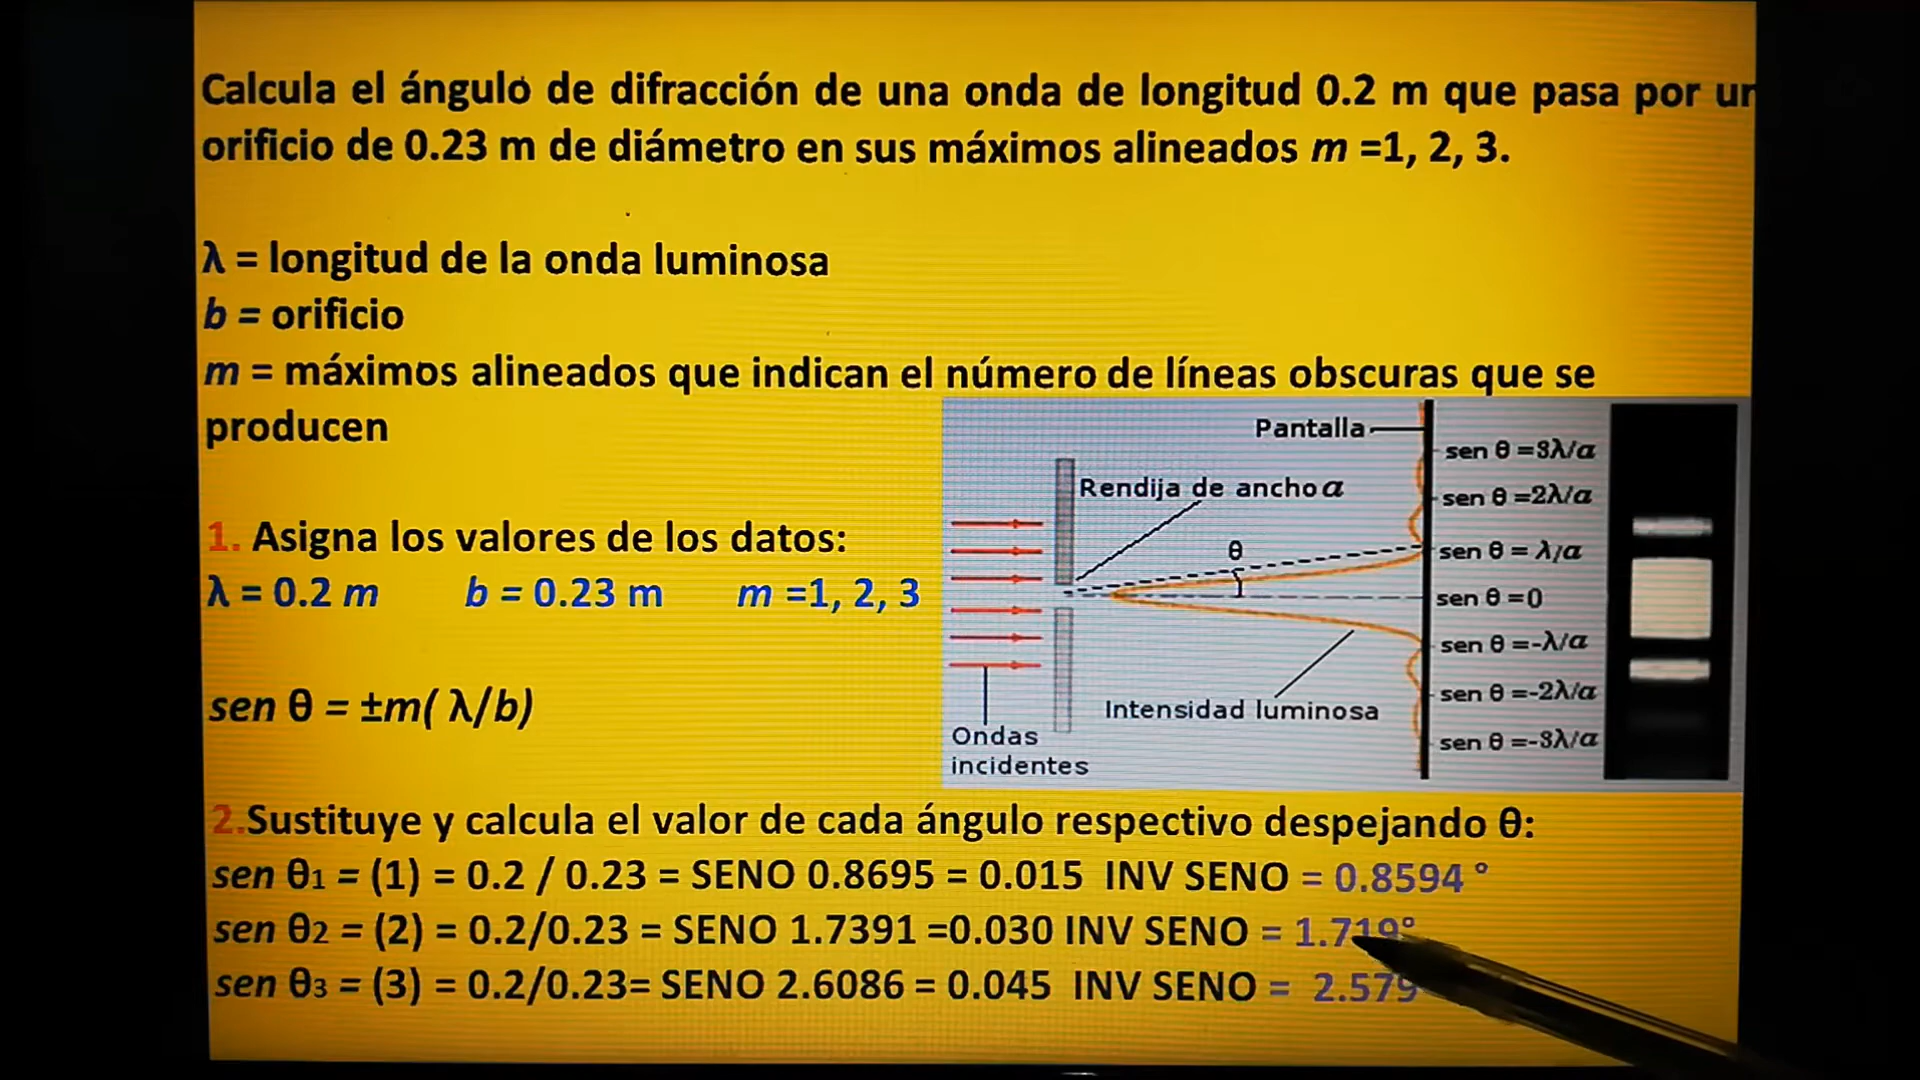 Calcula el ángulo de difracción de una onda de longitud 0.2 m que pasa por un
orificio de 0.23 m de diámetro en sus máximos alineados m =1, 2, 3.
λ = longitud de la onda luminosa
b = orificio
m = máximos alineados que indican el número de líneas obscuras que se
producen
Pantalla
sen θ =3λ/a
Rendija de ancho a
sen θ =2λ/a
1. Asigna los valores de los datos:
θ
sen θ = λ/a
λ = 0.2 m b = 0.23 m m =1, 2, 3
sen θ =0
sen θ =-λ/a
sen θ = ±m( λ/b)
Intensidad luminosa
sen θ =-2λ/a
Ondas
incidentes
sen θ =-3λ/a
2.Sustituye y calcula el valor de cada ángulo respectivo despejando θ:
sen θ1 = (1) = 0.2 / 0.23 = SENO 0.8695 = 0.015 INV SENO = 0.8594 °
sen θ2 = (2) = 0.2/0.23 = SENO 1.7391 =0.030 INV SENO = 1.719°
sen θ3 = (3) = 0.2/0.23= SENO 2.6086 = 0.045 INV SENO = 2.579